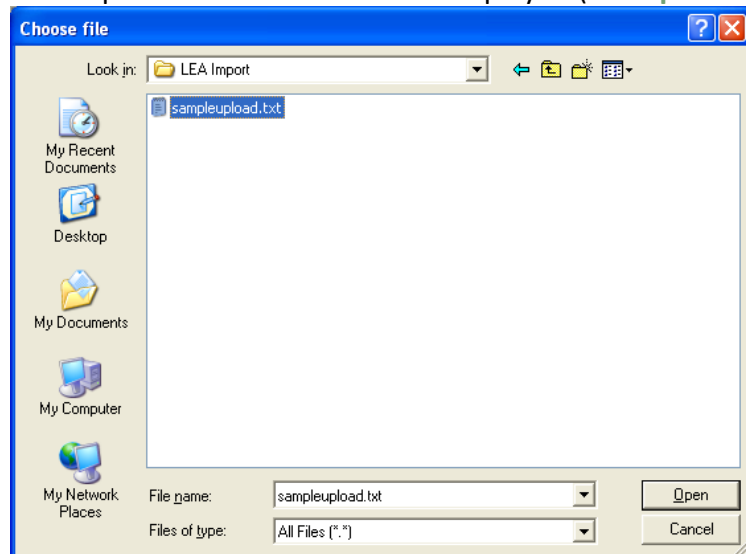 Choose file
Look in: LEA Import
sampleupload.txt
My Recent
Documents
Desktop
My Documents
My Computer
My Network
Places
File name: sampleupload.txt Open
Files of type: All Files (*.*) Cancel